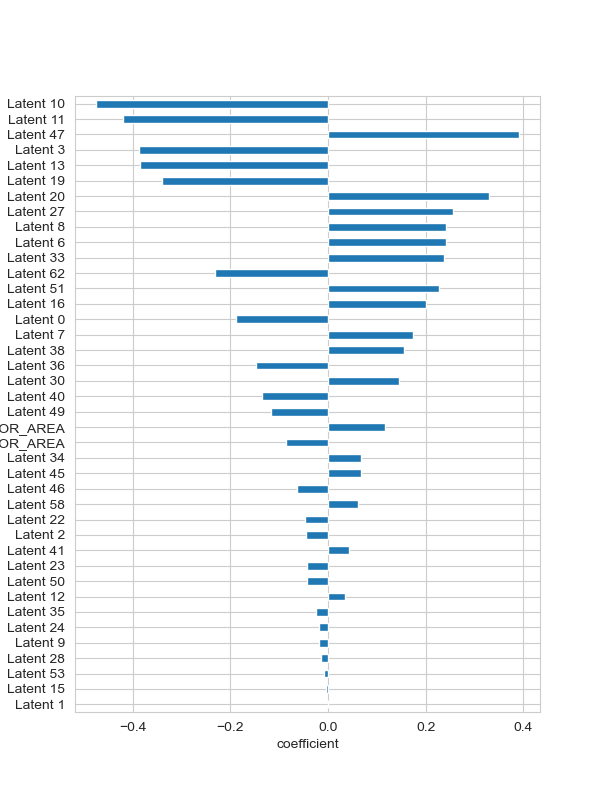 Latent 10
Latent 11
Latent 47
Latent 3
Latent 13
Latent 19
Latent 20
Latent 27
Latent 8
Latent 6
Latent 33
Latent 62
Latent 51
Latent 16
Latent 0
Latent 7
Latent 38
Latent 36
Latent 30
Latent 40
Latent 49
OR_AREA
OR_AREA
Latent 34
Latent 45
Latent 46
Latent 58
Latent 22
Latent 2
Latent 41
Latent 23
Latent 50
Latent 12
Latent 35
Latent 24
Latent 9
Latent 28
Latent 53
Latent 15
Latent 1
−0.4 −0.2 0.0 0.2 0.4
coefficient